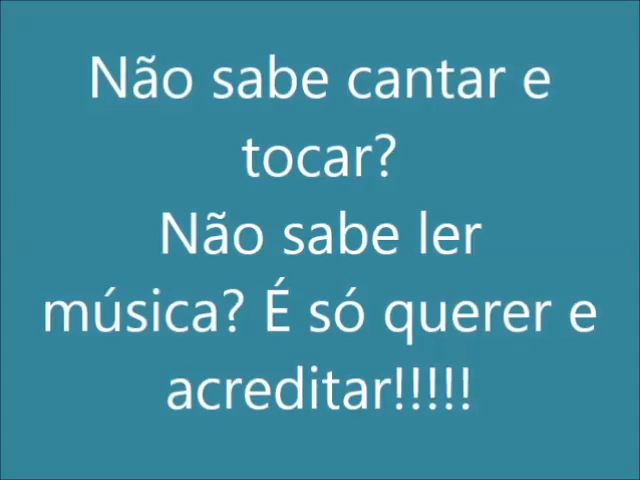 Não sabe cantar e
tocar?
Não sabe ler
música? É só querer e
acreditar!!!!!